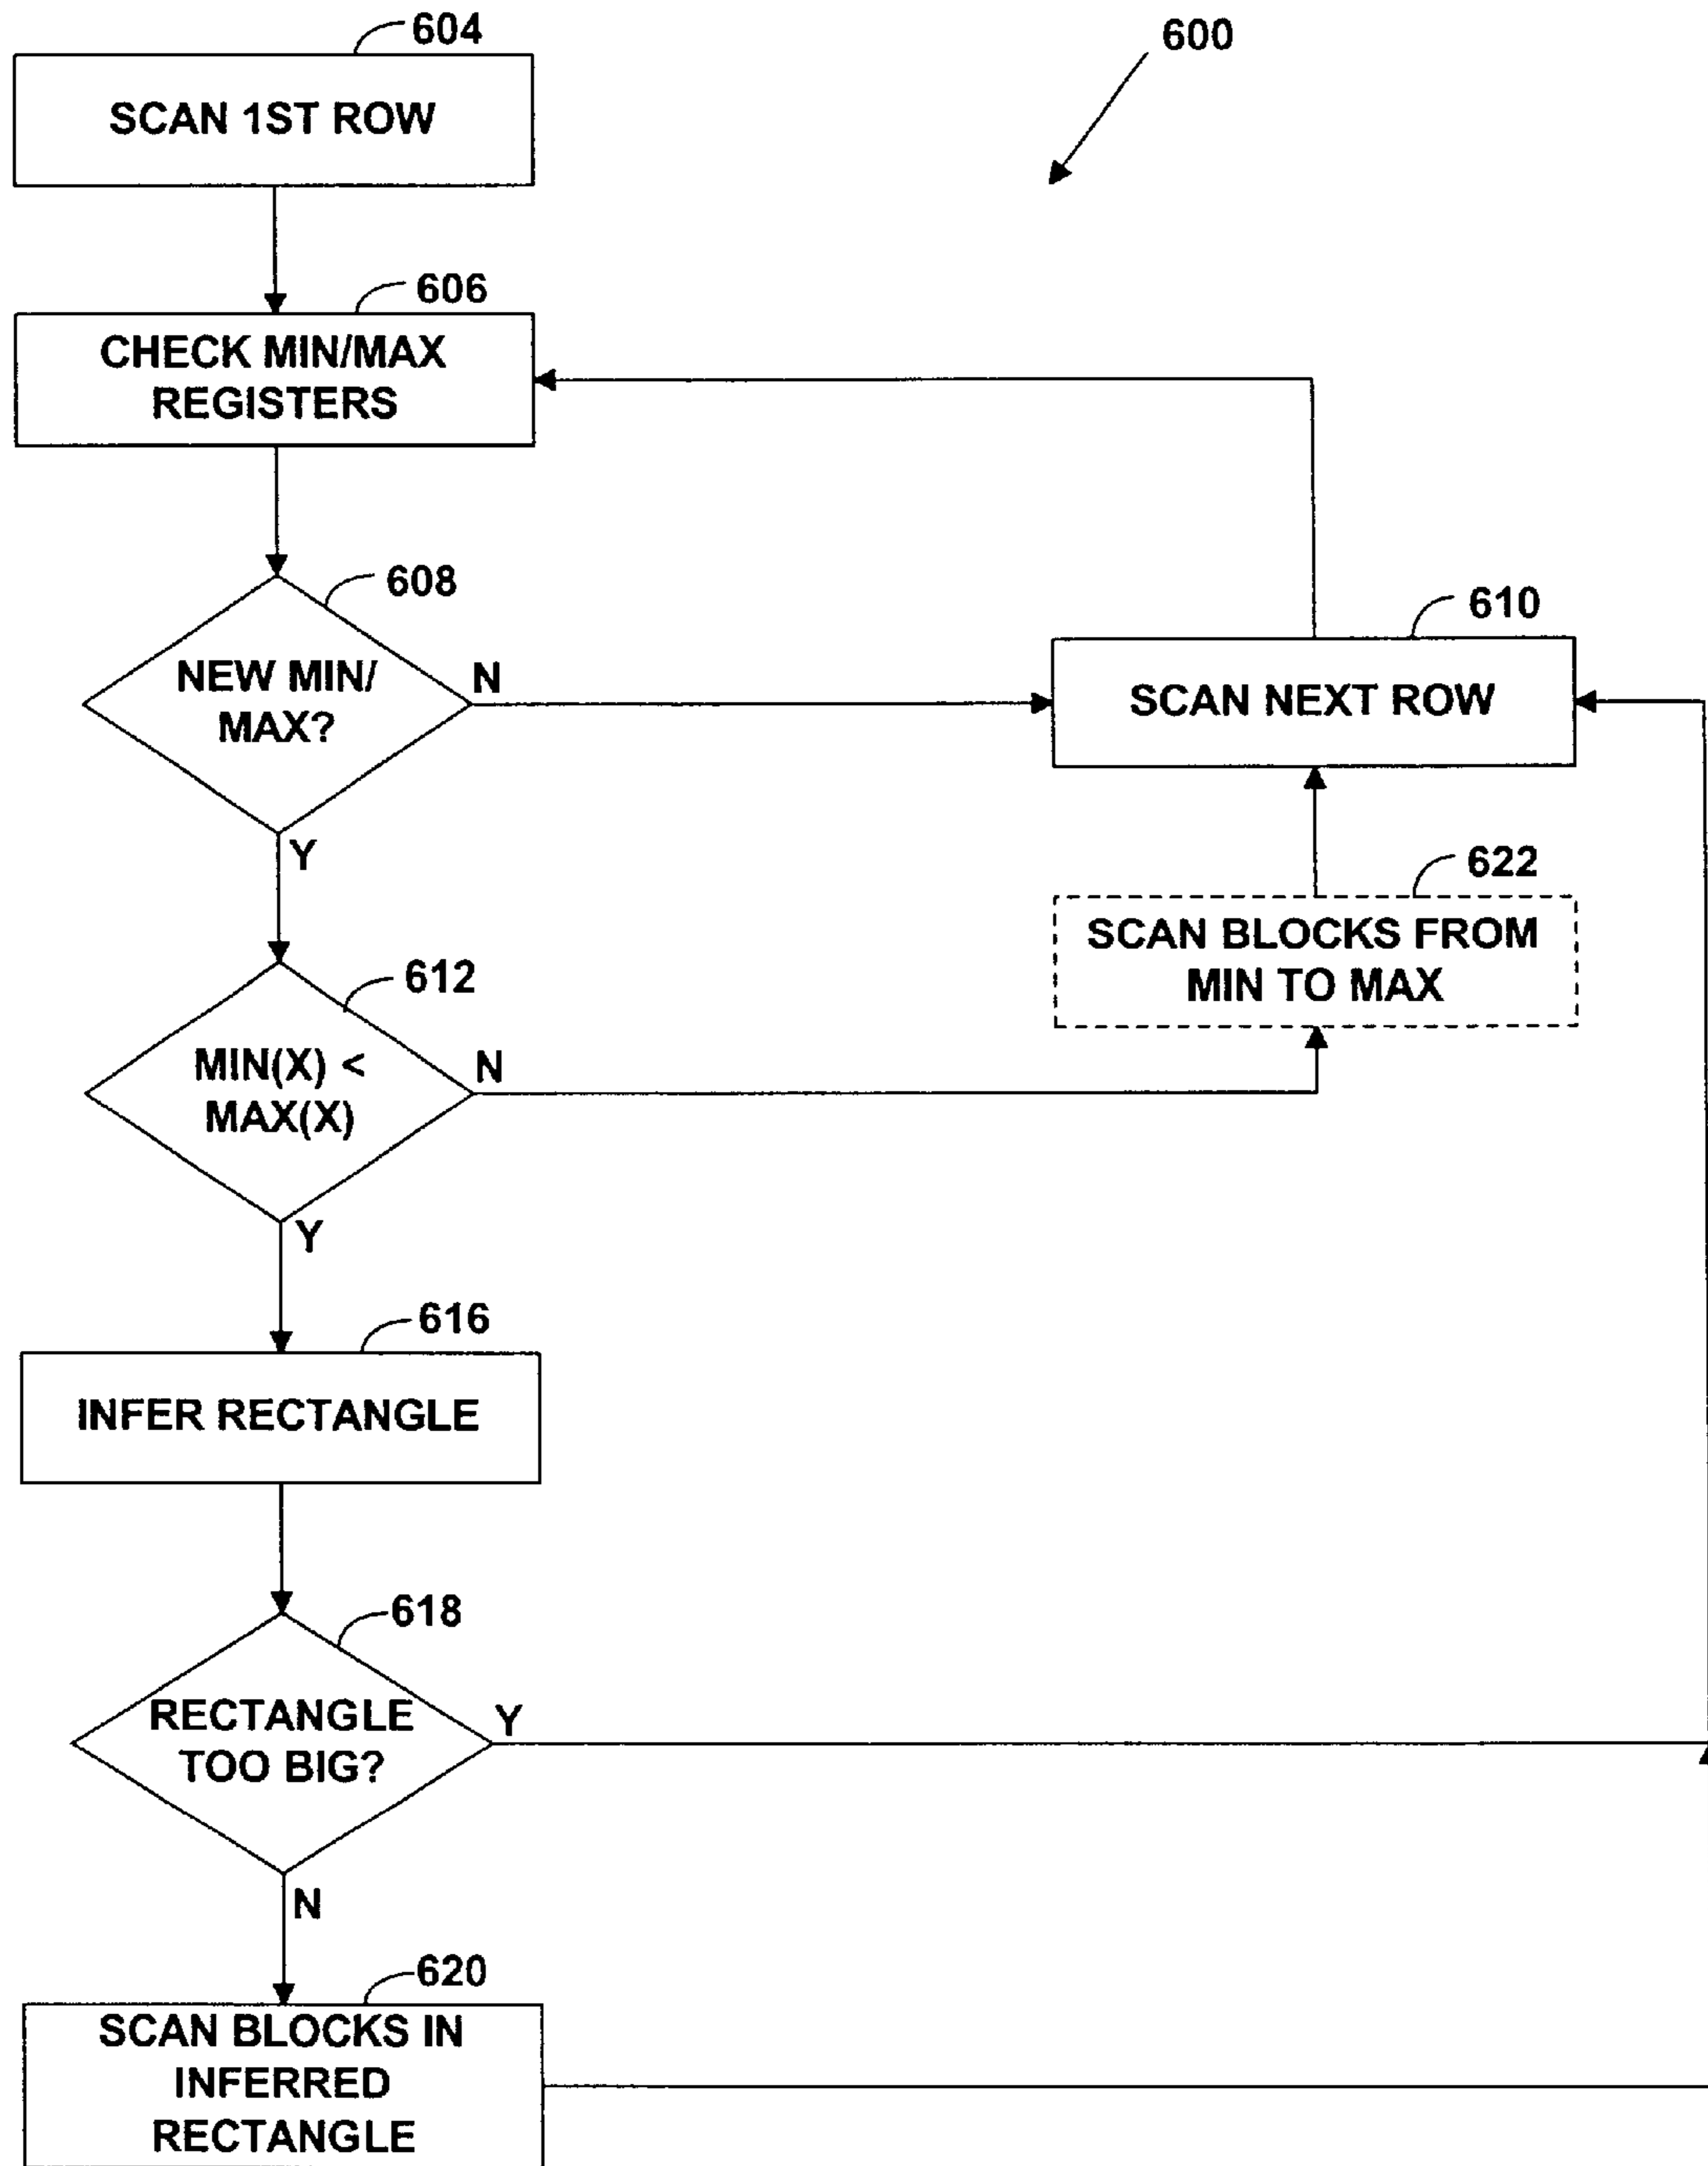 604
600
SCAN 1ST ROW
606
CHECK MIN/MAX
REGISTERS
608
NEW MIN/
MAX?
N
Y
610
SCAN NEXT ROW
622
SCAN BLOCKS FROM
MIN TO MAX
612
MIN(X) <
MAX(X)
N
Y
616
INFER RECTANGLE
618
RECTANGLE
TOO BIG?
Y
N
620
SCAN BLOCKS IN
INFERRED
RECTANGLE